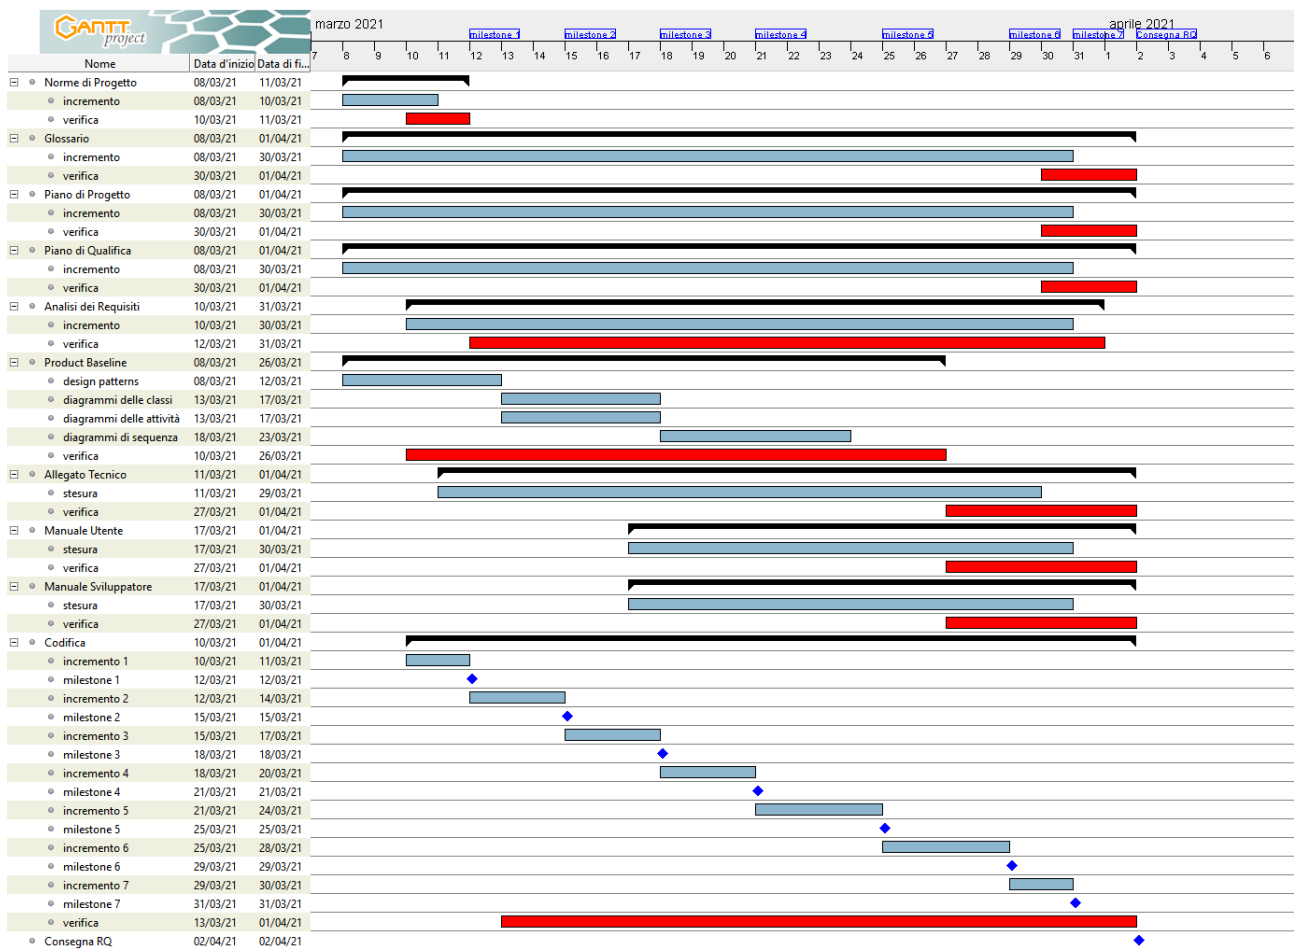 GANTT
project
marzo 2021
aprile 2021
milestone 1
milestone 2
milestone 3
milestone 4
milestone 5
milestone 6
milestone 7
Consegna RQ
Nome Data d'inizio Data di fi...
7 8 9 10 11 12 13 14 15 16 17 18 19 20 21 22 23 24 25 26 27 28 29 30 31 1 2 3 4 5 6
Norme di Progetto 08/03/21 11/03/21
incremento 08/03/21 10/03/21
verifica 10/03/21 11/03/21
Glossario 08/03/21 01/04/21
incremento 08/03/21 30/03/21
verifica 30/03/21 01/04/21
Piano di Progetto 08/03/21 01/04/21
incremento 08/03/21 30/03/21
verifica 30/03/21 01/04/21
Piano di Qualifica 08/03/21 01/04/21
incremento 08/03/21 30/03/21
verifica 30/03/21 01/04/21
Analisi dei Requisiti 10/03/21 31/03/21
incremento 10/03/21 30/03/21
verifica 12/03/21 31/03/21
Product Baseline 08/03/21 26/03/21
design patterns 08/03/21 12/03/21
diagrammi delle classi 13/03/21 17/03/21
diagrammi delle attività 13/03/21 17/03/21
diagrammi di sequenza 18/03/21 23/03/21
verifica 10/03/21 26/03/21
Allegato Tecnico 11/03/21 01/04/21
stesura 11/03/21 29/03/21
verifica 27/03/21 01/04/21
Manuale Utente 17/03/21 01/04/21
stesura 17/03/21 30/03/21
verifica 27/03/21 01/04/21
Manuale Sviluppatore 17/03/21 01/04/21
stesura 17/03/21 30/03/21
verifica 27/03/21 01/04/21
Codifica 10/03/21 01/04/21
incremento 1 10/03/21 11/03/21
milestone 1 12/03/21 12/03/21
incremento 2 12/03/21 14/03/21
milestone 2 15/03/21 15/03/21
incremento 3 15/03/21 17/03/21
milestone 3 18/03/21 18/03/21
incremento 4 18/03/21 20/03/21
milestone 4 21/03/21 21/03/21
incremento 5 21/03/21 24/03/21
milestone 5 25/03/21 25/03/21
incremento 6 25/03/21 28/03/21
milestone 6 29/03/21 29/03/21
incremento 7 29/03/21 30/03/21
milestone 7 31/03/21 31/03/21
verifica 13/03/21 01/04/21
Consegna RQ 02/04/21 02/04/21